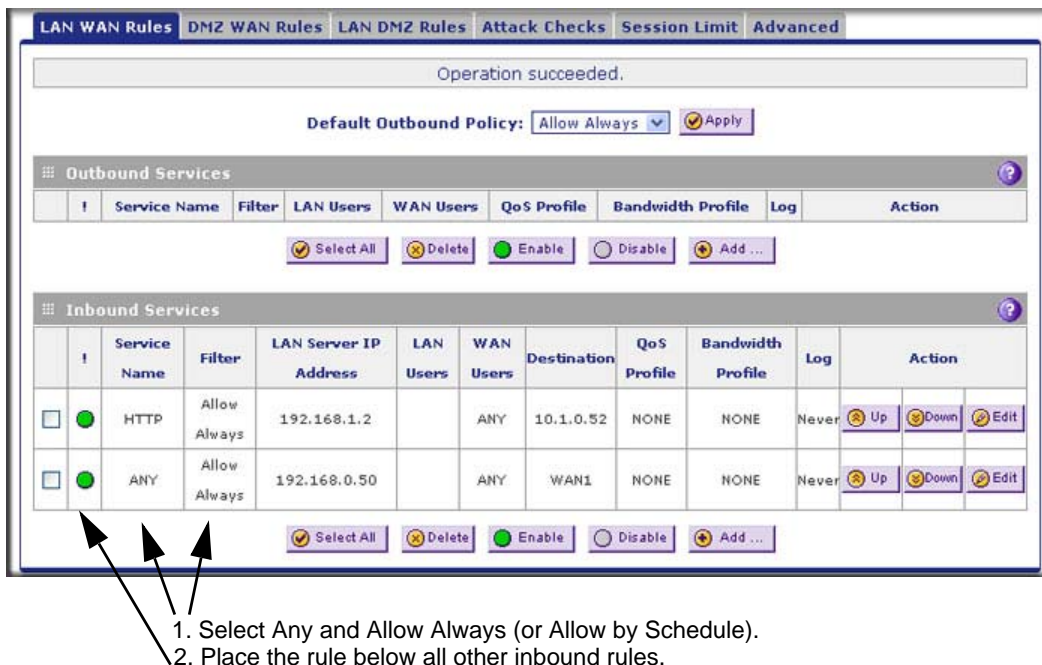 LAN WAN Rules DMZ WAN Rules LAN DMZ Rules Attack Checks Session Limit Advanced
Operation succeeded.
Default Outbound Policy: Allow Always Apply
Outbound Services ?
! Service Name Filter LAN Users WAN Users QoS Profile Bandwidth Profile Log Action
Select All Delete Enable Disable Add ...
Inbound Services ?
! Service Name Filter LAN Server IP Address LAN Users WAN Users Destination QoS Profile Bandwidth Profile Log Action
HTTP Allow Always 192.168.1.2 ANY 10.1.0.52 NONE NONE Never Up Down Edit
ANY Allow Always 192.168.0.50 ANY WAN1 NONE NONE Never Up Down Edit
Select All Delete Enable Disable Add ...
1. Select Any and Allow Always (or Allow by Schedule).
2. Place the rule below all other inbound rules.